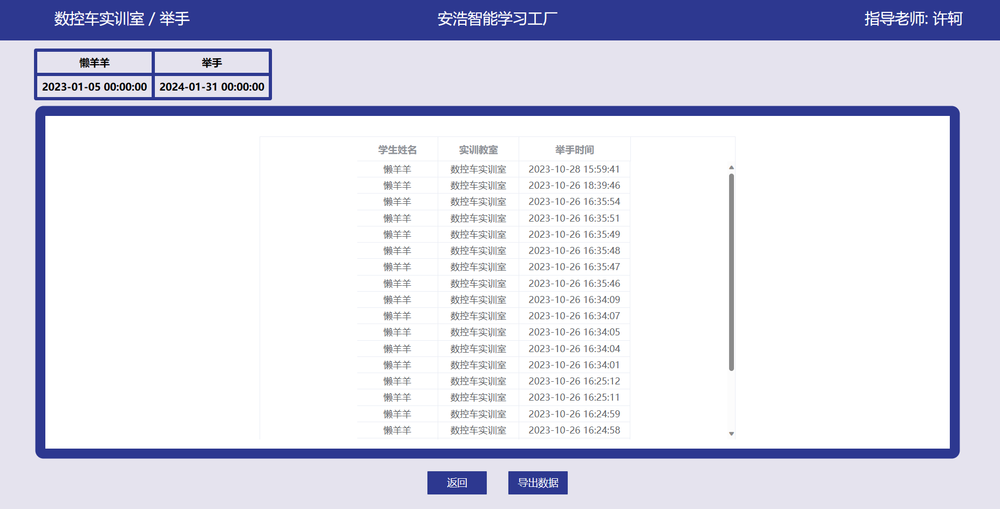 数控车实训室 / 举手
安浩智能学习工厂
指导老师: 许轲
懒羊羊 举手
2023-01-05 00:00:00 2024-01-31 00:00:00
学生姓名 实训教室 举手时间
懒羊羊 数控车实训室 2023-10-28 15:59:41
懒羊羊 数控车实训室 2023-10-26 18:39:46
懒羊羊 数控车实训室 2023-10-26 16:35:54
懒羊羊 数控车实训室 2023-10-26 16:35:51
懒羊羊 数控车实训室 2023-10-26 16:35:49
懒羊羊 数控车实训室 2023-10-26 16:35:48
懒羊羊 数控车实训室 2023-10-26 16:35:47
懒羊羊 数控车实训室 2023-10-26 16:35:46
懒羊羊 数控车实训室 2023-10-26 16:34:09
懒羊羊 数控车实训室 2023-10-26 16:34:07
懒羊羊 数控车实训室 2023-10-26 16:34:05
懒羊羊 数控车实训室 2023-10-26 16:34:04
懒羊羊 数控车实训室 2023-10-26 16:34:01
懒羊羊 数控车实训室 2023-10-26 16:25:12
懒羊羊 数控车实训室 2023-10-26 16:25:11
懒羊羊 数控车实训室 2023-10-26 16:24:59
懒羊羊 数控车实训室 2023-10-26 16:24:58
返回 导出数据